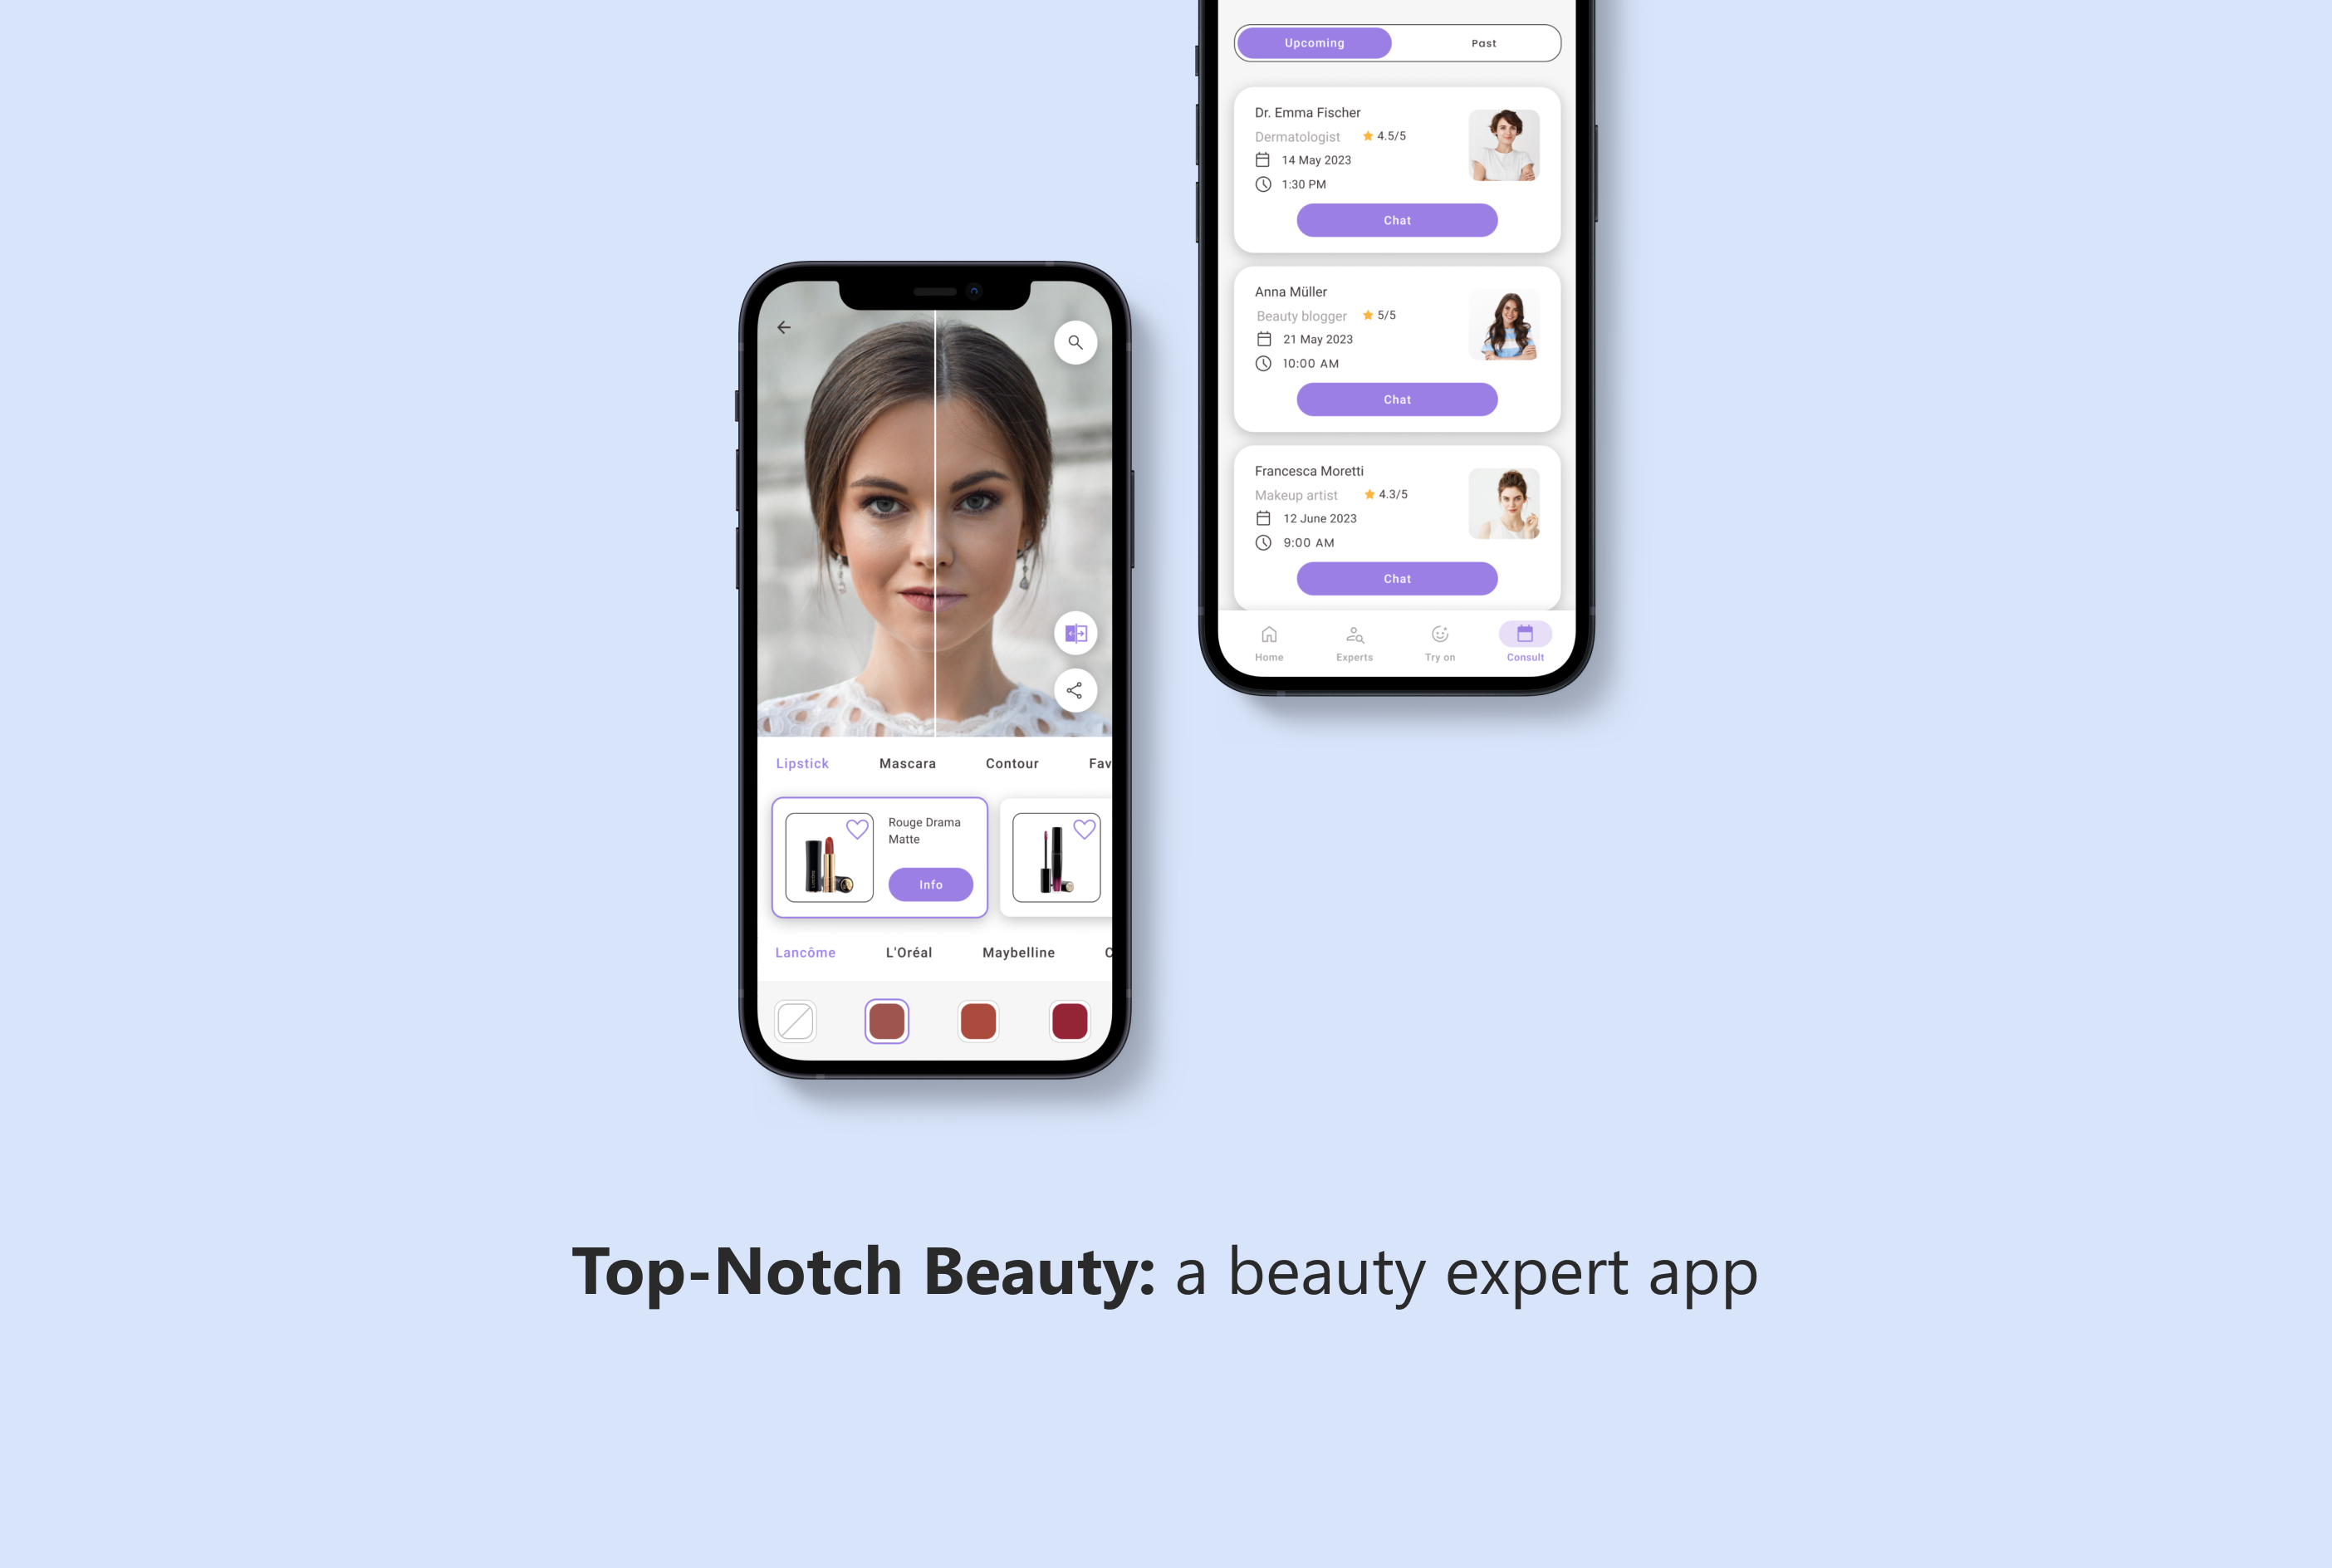 Upcoming Past
Dr. Emma Fischer
Dermatologist 4.5/5
14 May 2023
1:30 PM
Chat
Anna Müller
Beauty blogger 5/5
21 May 2023
10:00 AM
Chat
Francesca Moretti
Makeup artist 4.3/5
12 June 2023
9:00 AM
Chat
Home Experts Try on Consult
Lipstick Mascara Contour Fav
Rouge Drama
Matte
Info
Lancôme L'Oréal Maybelline C
Top-Notch Beauty: a beauty expert app